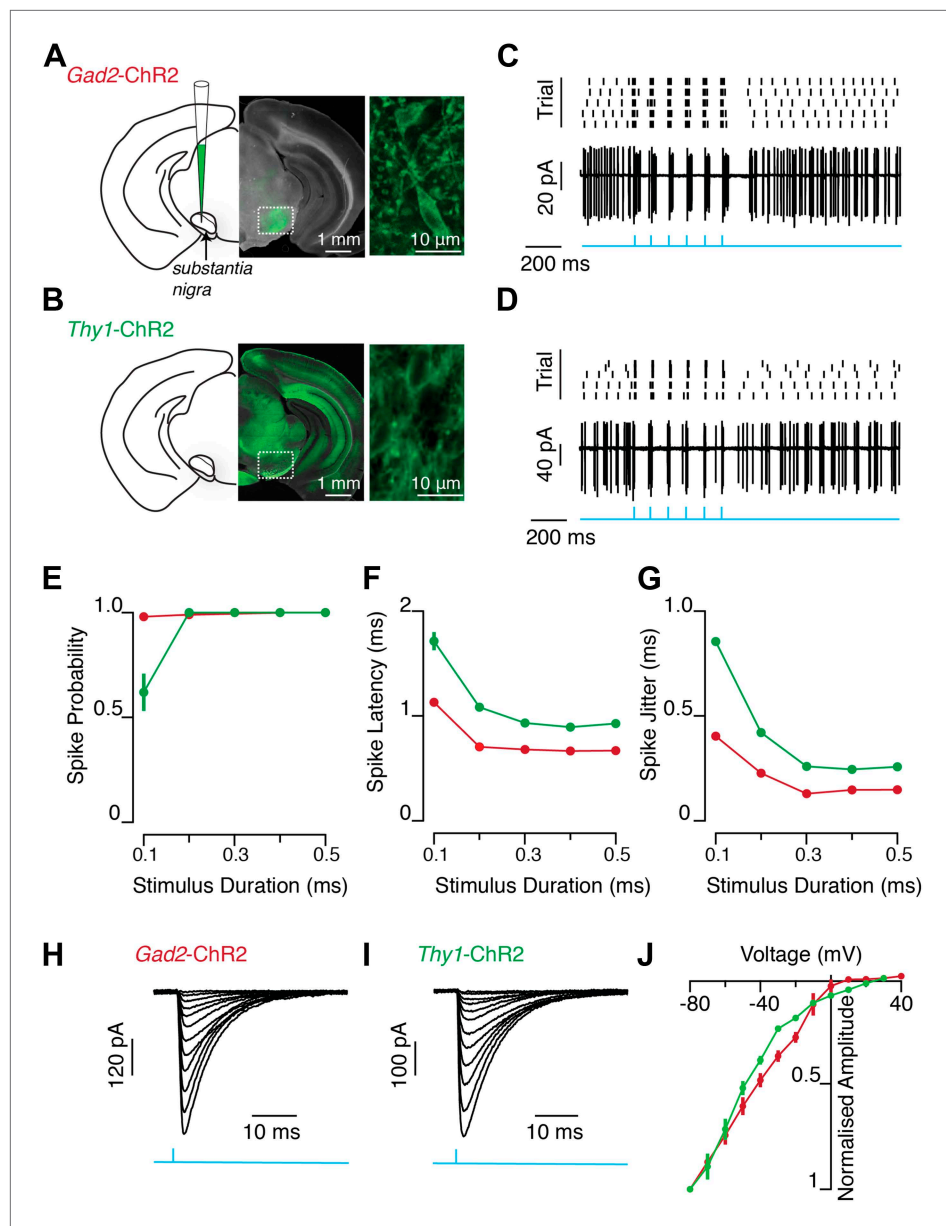 A
Gad2-ChR2
substantia
nigra
1 mm
10 µm
B
Thy1-ChR2
1 mm
10 µm
C
Trial
20 pA
200 ms
D
Trial
40 pA
200 ms
E
Spike Probability
1.0
0.5
0
0.1
0.3
0.5
Stimulus Duration (ms)
F
Spike Latency (ms)
2
1
0
0.1
0.3
0.5
Stimulus Duration (ms)
G
Spike Jitter (ms)
1.0
0.5
0
0.1
0.3
0.5
Stimulus Duration (ms)
H
Gad2-ChR2
120 pA
10 ms
I
Thy1-ChR2
100 pA
10 ms
J
Voltage (mV)
-80
-40
40
0.5
1
Normalised Amplitude